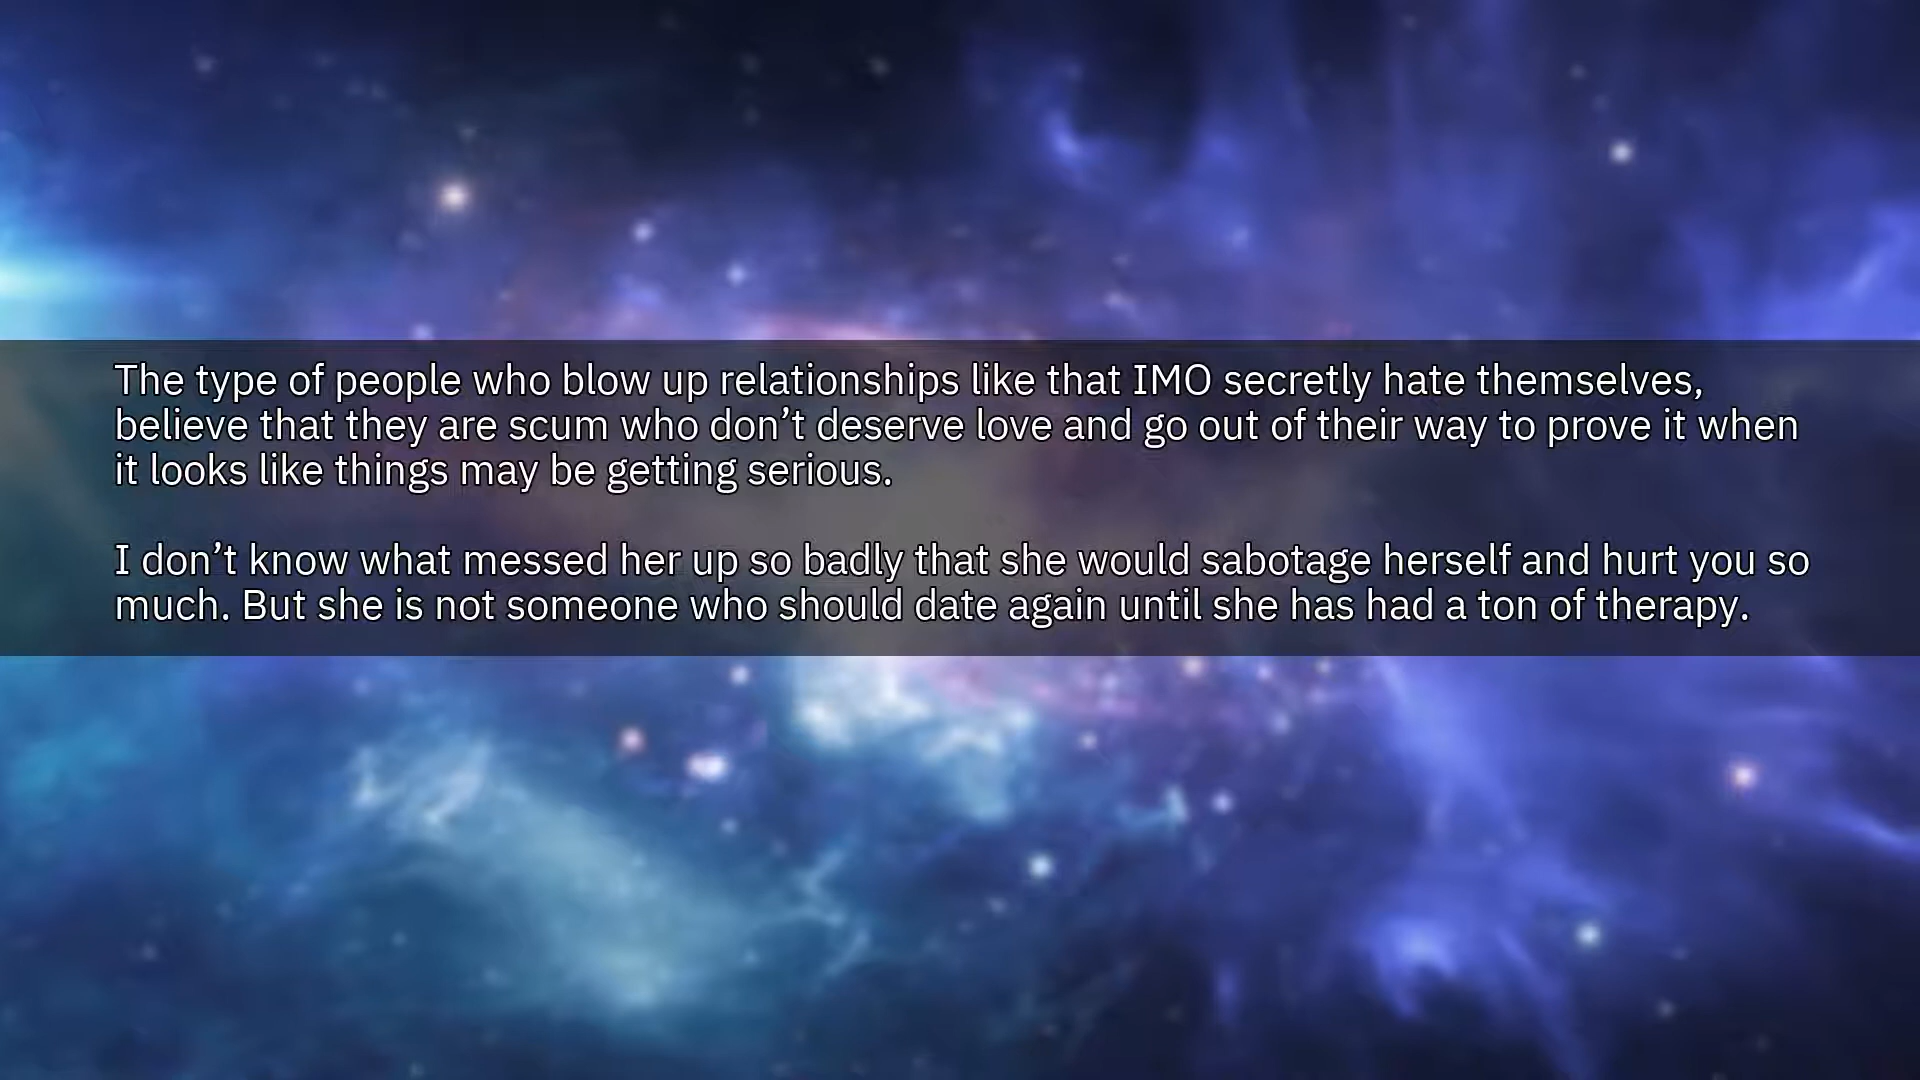 The type of people who blow up relationships like that IMO secretly hate themselves,
believe that they are scum who don’t deserve love and go out of their way to prove it when
it looks like things may be getting serious.
I don’t know what messed her up so badly that she would sabotage herself and hurt you so
much. But she is not someone who should date again until she has had a ton of therapy.